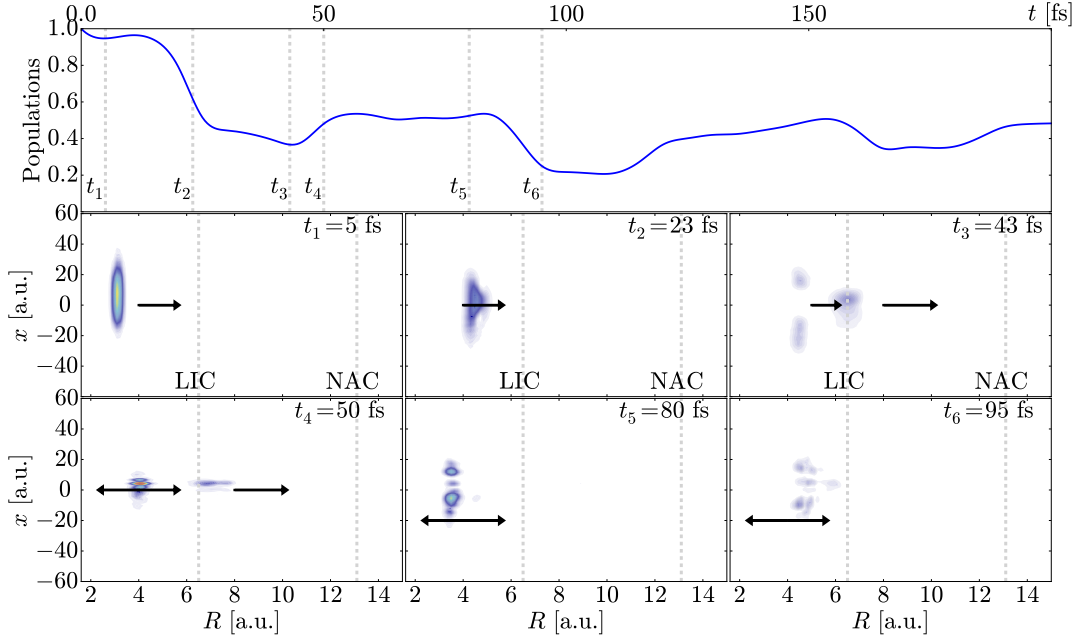 0.0 50 100 150 t [fs]
1.0
0.8
0.6
0.4
0.2
Populations
t1 t2 t3 t4 t5 t6
60
40
20
0
−20
−40
x [a.u.]
t1=5 fs
LIC NAC
t2=23 fs
LIC NAC
t3=43 fs
LIC NAC
60
40
20
0
−20
−40
−60
x [a.u.]
t4=50 fs
t5=80 fs
t6=95 fs
2 4 6 8 10 12 14
2 4 6 8 10 12 14
2 4 6 8 10 12 14
R [a.u.]
R [a.u.]
R [a.u.]